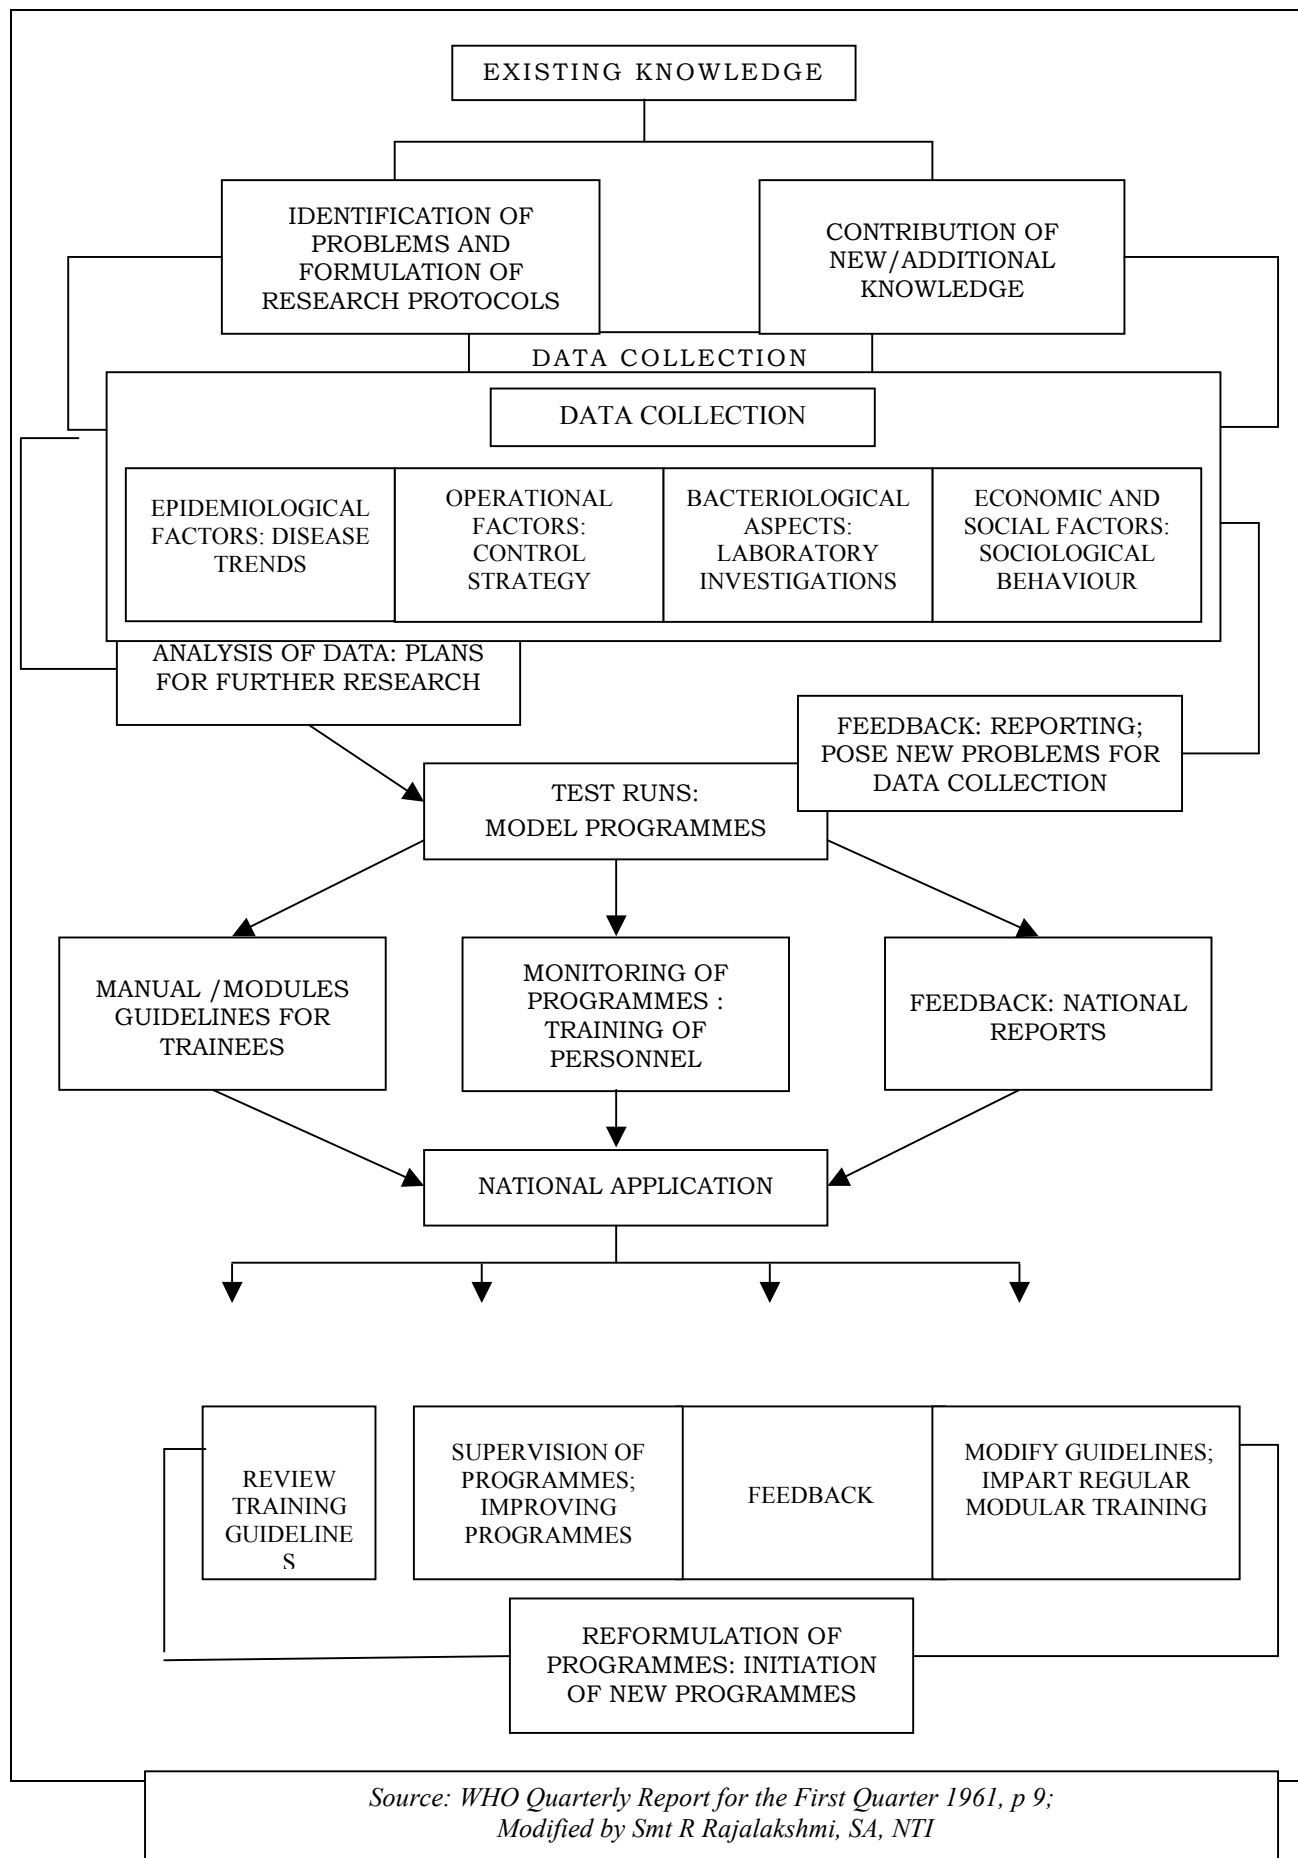 EXISTING KNOWLEDGE
IDENTIFICATION OF
PROBLEMS AND
FORMULATION OF
RESEARCH PROTOCOLS
CONTRIBUTION OF
NEW/ADDITIONAL
KNOWLEDGE
DATA COLLECTION
DATA COLLECTION
EPIDEMIOLOGICAL
FACTORS: DISEASE
TRENDS
OPERATIONAL
FACTORS:
CONTROL
STRATEGY
BACTERIOLOGICAL
ASPECTS:
LABORATORY
INVESTIGATIONS
ECONOMIC AND
SOCIAL FACTORS:
SOCIOLOGICAL
BEHAVIOUR
ANALYSIS OF DATA: PLANS
FOR FURTHER RESEARCH
FEEDBACK: REPORTING;
POSE NEW PROBLEMS FOR
DATA COLLECTION
TEST RUNS:
MODEL PROGRAMMES
MANUAL /MODULES
GUIDELINES FOR
TRAINEES
MONITORING OF
PROGRAMMES :
TRAINING OF
PERSONNEL
FEEDBACK: NATIONAL
REPORTS
NATIONAL APPLICATION
REVIEW
TRAINING
GUIDELINE
S
SUPERVISION OF
PROGRAMMES;
IMPROVING
PROGRAMMES
FEEDBACK
MODIFY GUIDELINES;
IMPART REGULAR
MODULAR TRAINING
REFORMULATION OF
PROGRAMMES: INITIATION
OF NEW PROGRAMMES
Source: WHO Quarterly Report for the First Quarter 1961, p 9;
Modified by Smt R Rajalakshmi, SA, NTI